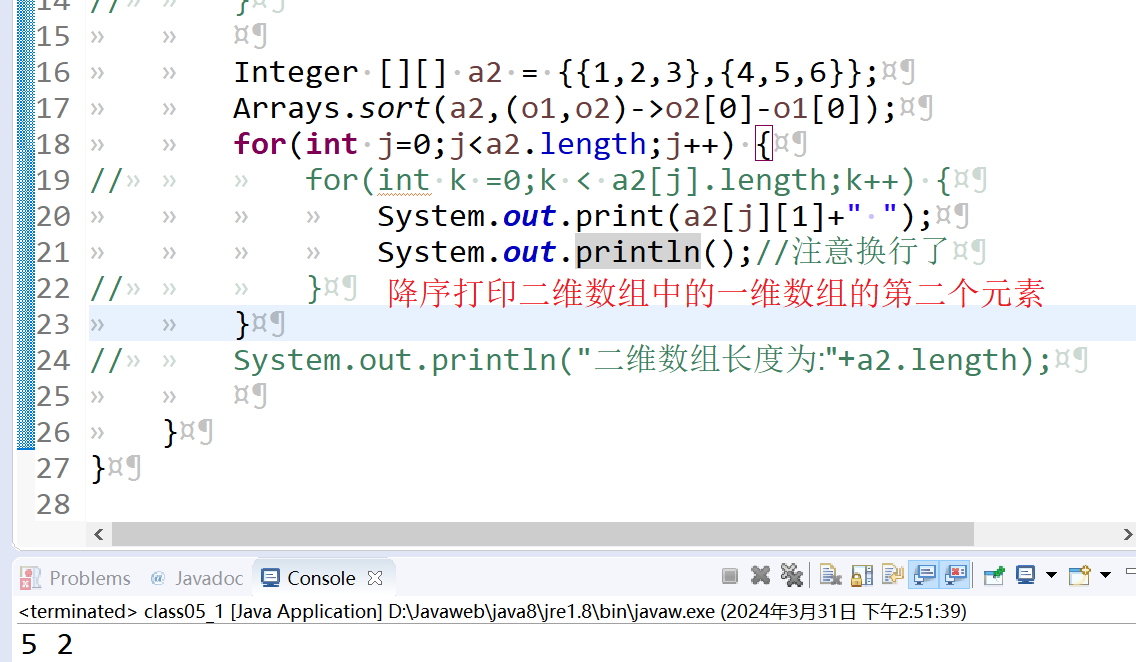 14 // }
15
16 Integer [][] a2 = {{1,2,3},{4,5,6}};
17 Arrays.sort(a2,(o1,o2)->o2[0]-o1[0]);
18 for(int j=0;j<a2.length;j++) {
19 // for(int k =0;k < a2[j].length;k++) {
20 System.out.print(a2[j][1]+" ");
21 System.out.println();//注意换行了
22 // } 降序打印二维数组中的一维数组的第二个元素
23 }
24 // System.out.println("二维数组长度为:"+a2.length);
25
26 }
27 }
28
Problems Javadoc Console
<terminated> class05_1 [Java Application] D:\Javaweb\java8\jre1.8\bin\javaw.exe (2024年3月31日 下午2:51:39)
5 2